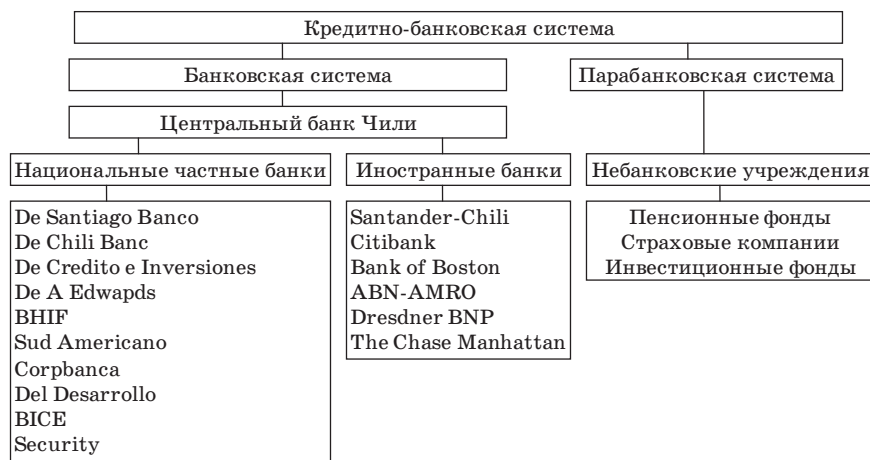 Кредитно-банковская система
Банковская система
Парабанковская система
Центральный банк Чили
Национальные частные банки
Иностранные банки
Небанковские учреждения
De Santiago Banco
De Chili Banc
De Credito e Inversiones
De A Edwapds
BHIF
Sud Americano
Corpbanca
Del Desarrollo
BICE
Security
Santander-Chili
Citibank
Bank of Boston
ABN-AMRO
Dresdner BNP
The Chase Manhattan
Пенсионные фонды
Страховые компании
Инвестиционные фонды